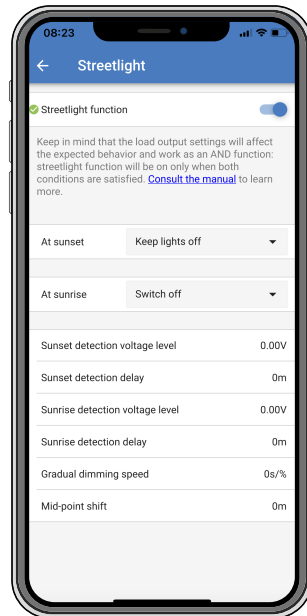 08:23
Streetlight
Streetlight function
Keep in mind that the load output settings will affect
the expected behavior and work as an AND function:
streetlight function will be on only when both
conditions are satisfied. Consult the manual to learn
more.
At sunset Keep lights off
At sunrise Switch off
Sunset detection voltage level 0.00V
Sunset detection delay 0m
Sunrise detection voltage level 0.00V
Sunrise detection delay 0m
Gradual dimming speed 0s/%
Mid-point shift 0m